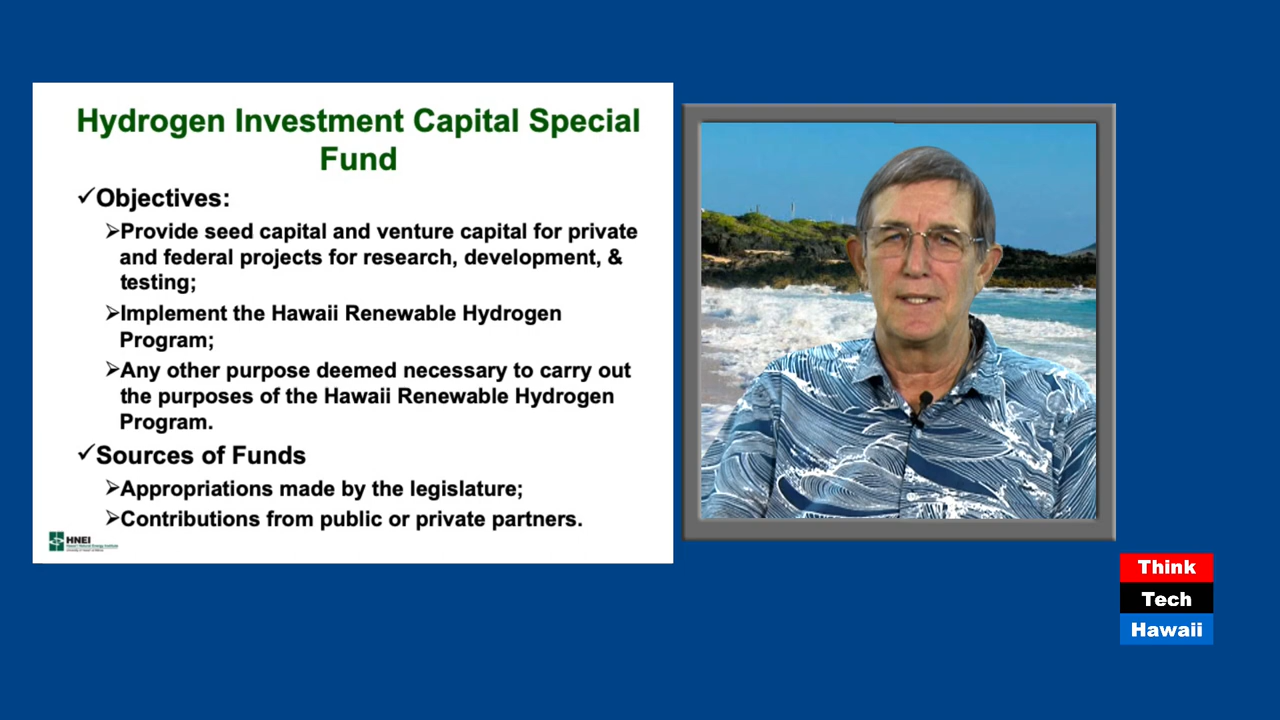 Hydrogen Investment Capital Special
Fund
✓Objectives:
➢Provide seed capital and venture capital for private
and federal projects for research, development, &
testing;
➢Implement the Hawaii Renewable Hydrogen
Program;
➢Any other purpose deemed necessary to carry out
the purposes of the Hawaii Renewable Hydrogen
Program.
✓Sources of Funds
➢Appropriations made by the legislature;
➢Contributions from public or private partners.
HNEI
Think
Tech
Hawaii